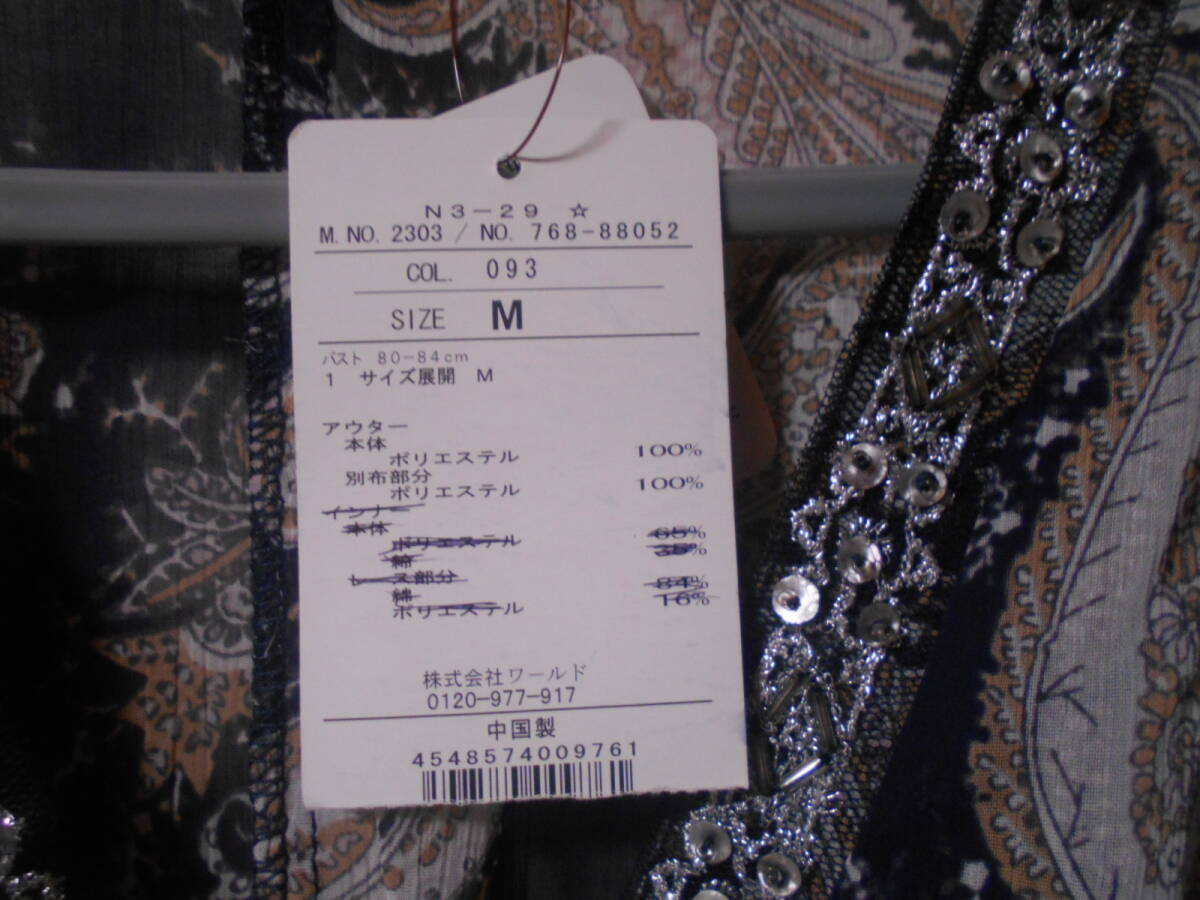 N3-29 ☆
M. NO. 2303 / NO. 768-88052
COL. 093
SIZE M
バスト 80-84cm
1 サイズ展開 M
アウター
本体
ポリエステル 100%
別布部分
ポリエステル 100%
インナー
本体
ポリエステル 65%
綿 35%
レース部分
綿 84%
ポリエステル 16%
株式会社ワールド
0120-977-917
中国製
4548574009761